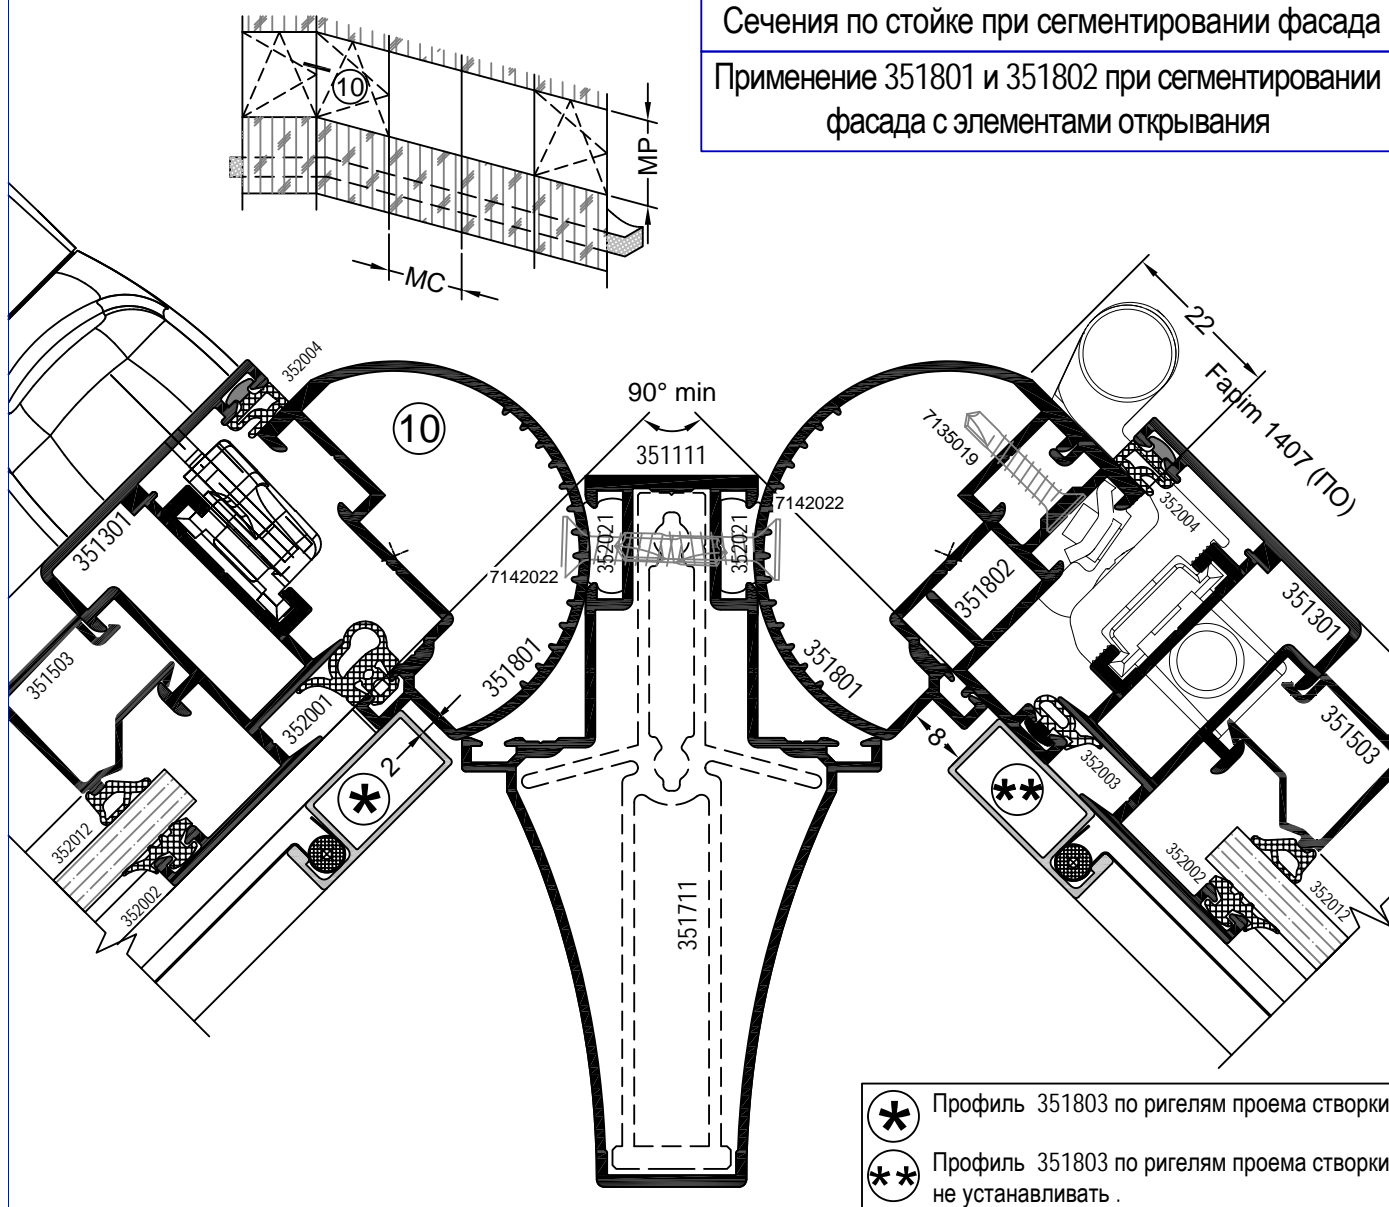 Сечения по стойке при сегментировании фасада
Применение 351801 и 351802 при сегментировании
фасада с элементами открывания
10
МР
МС
352004
10
90° min
351111
7135019
22
Fapim 1407 (ПО)
352004
7142022
352021
352021
7142022
351301
351801
351801
351802
351301
351503
352001
2
8
352003
351503
*
**
352012
352002
352002
352012
351711
* Профиль 351803 по ригелям проема створки
** Профиль 351803 по ригелям проема створки
не устанавливать .